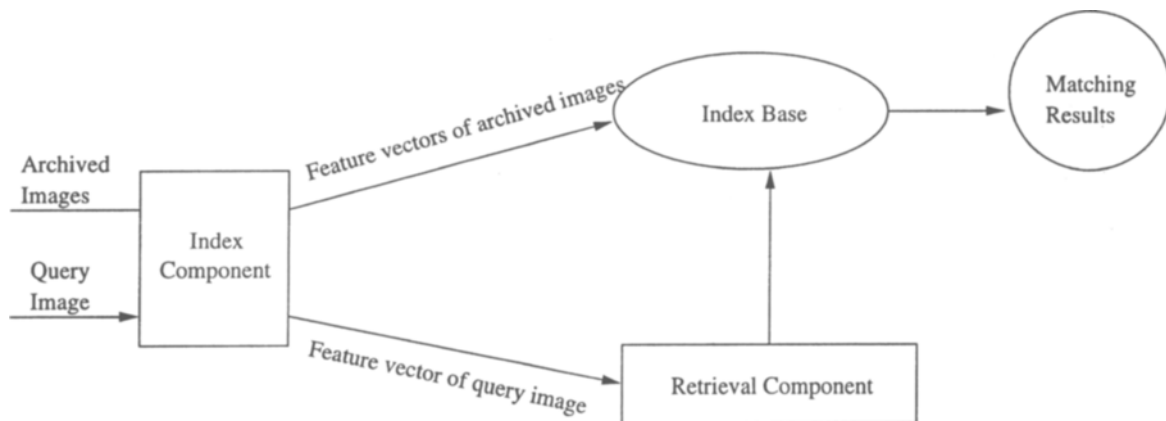 Archived
Images
Query
Image
Index
Component
Feature vectors of archived images
Feature vector of query image
Index Base
Retrieval Component
Matching
Results